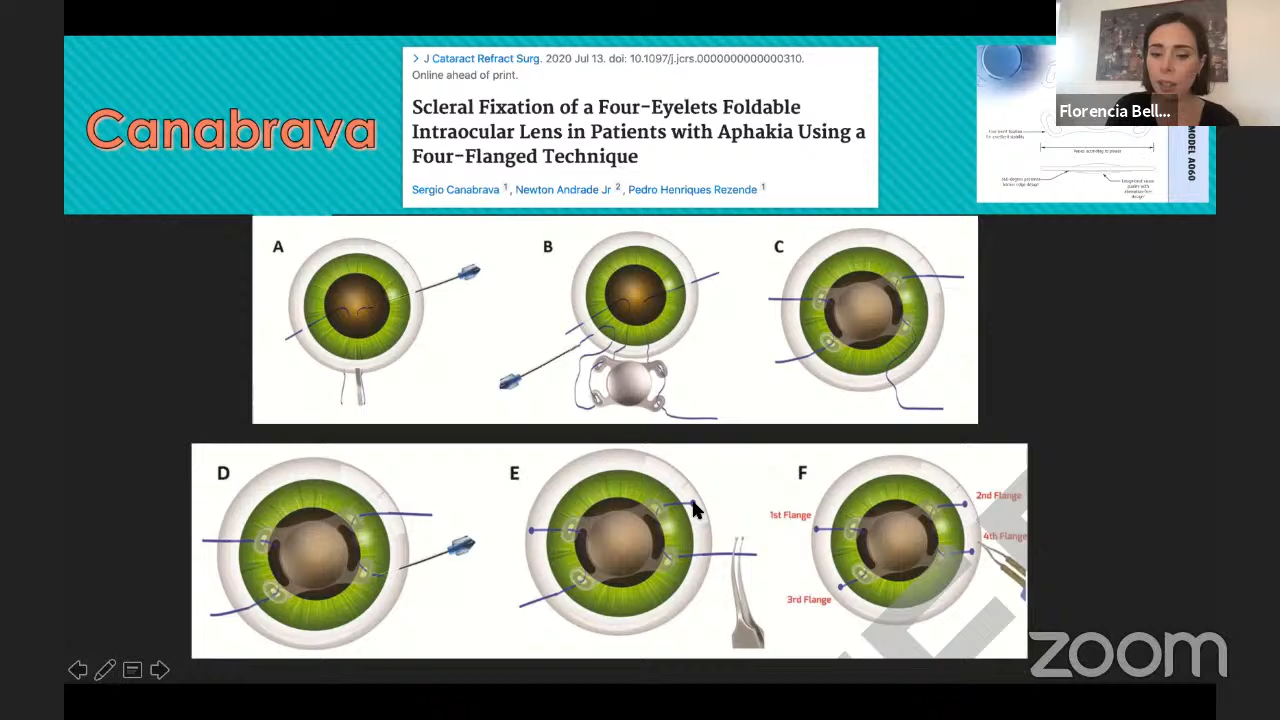 Canabrava
> J Cataract Refract Surg. 2020 Jul 13. doi: 10.1097/j.jcrs.0000000000000310.
Online ahead of print.
Scleral Fixation of a Four-Eyelets Foldable
Intraocular Lens in Patients with Aphakia Using a
Four-Flanged Technique
Sergio Canabrava 1, Newton Andrade Jr 2, Pedro Henriques Rezende 1
Florencia Bell...
MODEL A060
A
B
C
D
E
F
1st Flange
2nd Flange
3rd Flange
4th Flange
zoom